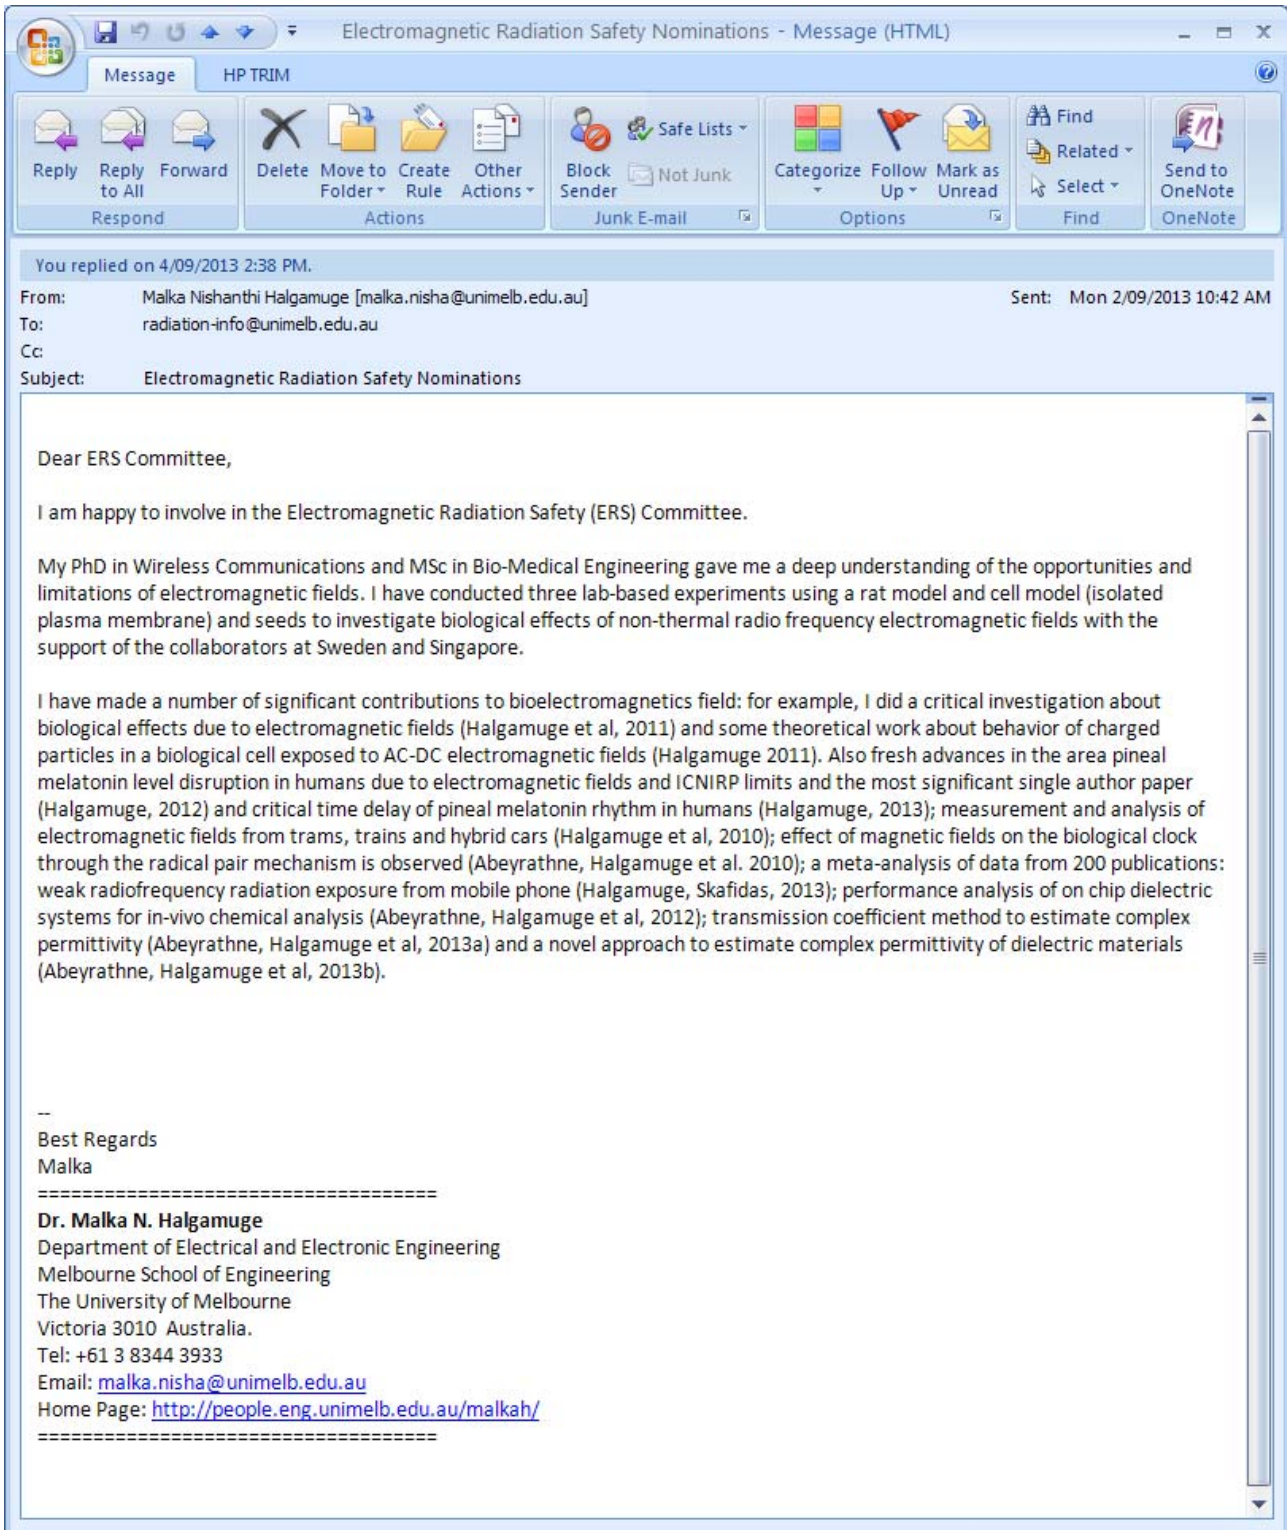 Electromagnetic Radiation Safety Nominations - Message (HTML)
Message HP TRIM
Reply
Reply to All
Forward
Respond
Delete
Move to Folder
Create Rule
Other Actions
Actions
Block Sender
Safe Lists
Not Junk
Junk E-mail
Categorize
Follow Up
Mark as Unread
Options
Find
Related
Select
Find
Send to OneNote
OneNote
You replied on 4/09/2013 2:38 PM.
From: Malka Nishanthi Halgamuge [malka.nisha@unimelb.edu.au] Sent: Mon 2/09/2013 10:42 AM
To: radiation-info@unimelb.edu.au
Cc:
Subject: Electromagnetic Radiation Safety Nominations
Dear ERS Committee,
I am happy to involve in the Electromagnetic Radiation Safety (ERS) Committee.
My PhD in Wireless Communications and MSc in Bio-Medical Engineering gave me a deep understanding of the opportunities and
limitations of electromagnetic fields. I have conducted three lab-based experiments using a rat model and cell model (isolated
plasma membrane) and seeds to investigate biological effects of non-thermal radio frequency electromagnetic fields with the
support of the collaborators at Sweden and Singapore.
I have made a number of significant contributions to bioelectromagnetics field: for example, I did a critical investigation about
biological effects due to electromagnetic fields (Halgamuge et al, 2011) and some theoretical work about behavior of charged
particles in a biological cell exposed to AC-DC electromagnetic fields (Halgamuge 2011). Also fresh advances in the area pineal
melatonin level disruption in humans due to electromagnetic fields and ICNIRP limits and the most significant single author paper
(Halgamuge, 2012) and critical time delay of pineal melatonin rhythm in humans (Halgamuge, 2013); measurement and analysis of
electromagnetic fields from trams, trains and hybrid cars (Halgamuge et al, 2010); effect of magnetic fields on the biological clock
through the radical pair mechanism is observed (Abeyrathne, Halgamuge et al. 2010); a meta-analysis of data from 200 publications:
weak radiofrequency radiation exposure from mobile phone (Halgamuge, Skafidas, 2013); performance analysis of on chip dielectric
systems for in-vivo chemical analysis (Abeyrathne, Halgamuge et al, 2012); transmission coefficient method to estimate complex
permittivity (Abeyrathne, Halgamuge et al, 2013a) and a novel approach to estimate complex permittivity of dielectric materials
(Abeyrathne, Halgamuge et al, 2013b).
--
Best Regards
Malka
====================================
Dr. Malka N. Halgamuge
Department of Electrical and Electronic Engineering
Melbourne School of Engineering
The University of Melbourne
Victoria 3010  Australia.
Tel: +61 3 8344 3933
Email: malka.nisha@unimelb.edu.au
Home Page: http://people.eng.unimelb.edu.au/malkah/
====================================